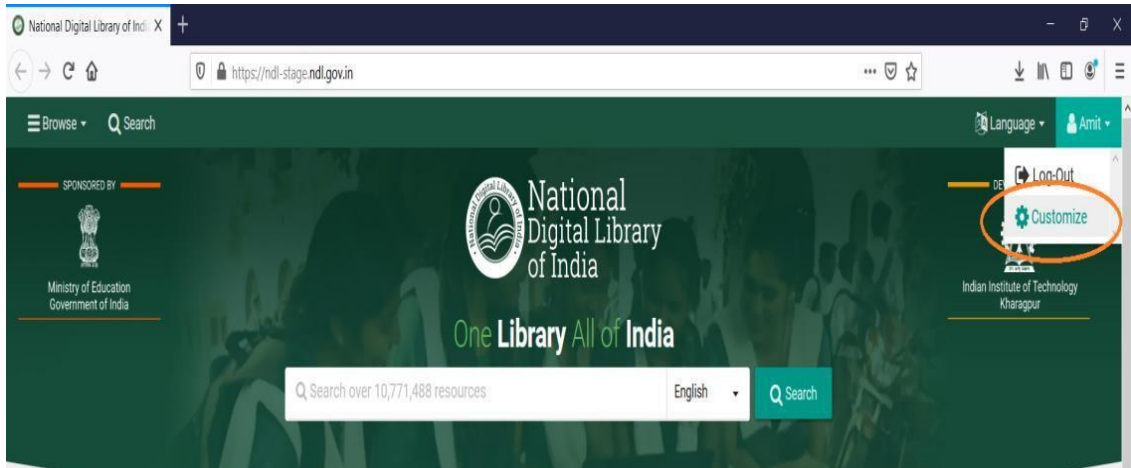 National Digital Library of Indi
https://ndl-stage.ndl.gov.in
Browse
Search
Language
Amit
Log-Out
Customize
SPONSORED BY
Ministry of Education
Government of India
National
Digital Library
of India
One Library All of India
Search over 10,771,488 resources
English
Search
DE
Indian Institute of Technology
Kharagpur